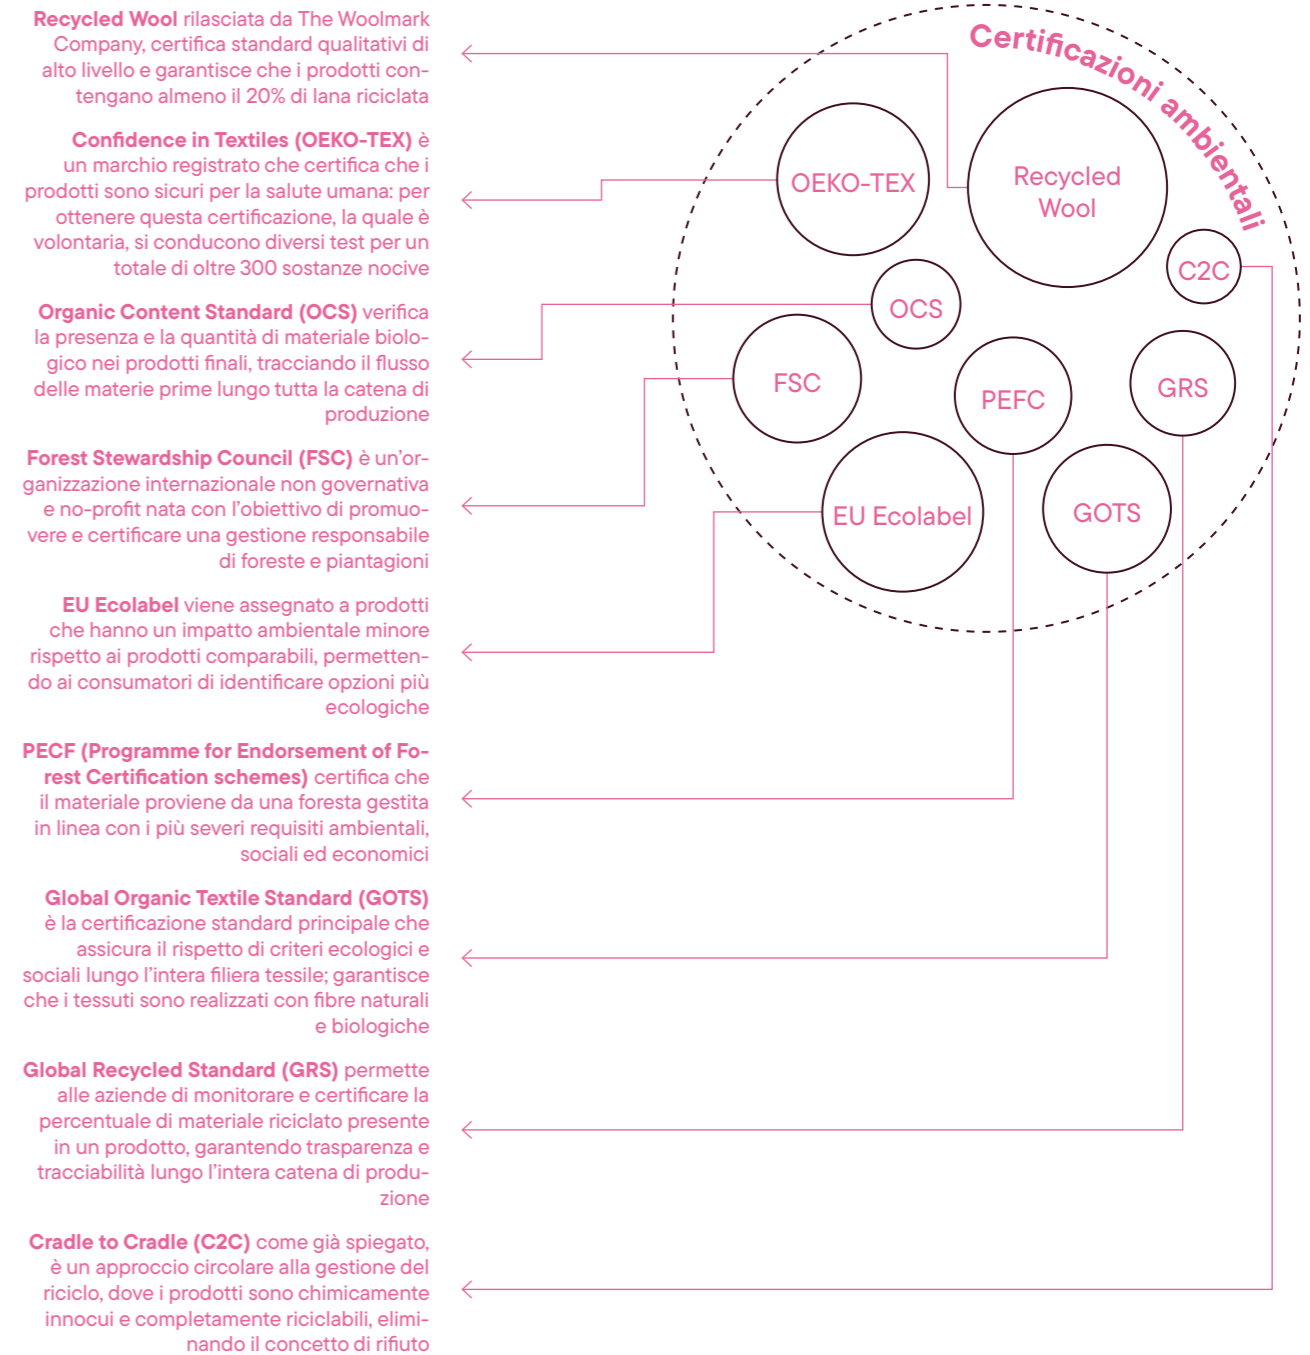 Recycled Wool rilasciata da The Woolmark
Company, certifica standard qualitativi di
alto livello e garantisce che i prodotti con-
tengano almeno il 20% di lana riciclata
Confidence in Textiles (OEKO-TEX) è
un marchio registrato che certifica che i
prodotti sono sicuri per la salute umana: per
ottenere questa certificazione, la quale è
volontaria, si conducono diversi test per un
totale di oltre 300 sostanze nocive
Organic Content Standard (OCS) verifica
la presenza e la quantità di materiale biolo-
gico nei prodotti finali, tracciando il flusso
delle materie prime lungo tutta la catena di
produzione
Forest Stewardship Council (FSC) è un'or-
ganizzazione internazionale non governativa
e no-profit nata con l'obiettivo di promuo-
vere e certificare una gestione responsabile
di foreste e piantagioni
EU Ecolabel viene assegnato a prodotti
che hanno un impatto ambientale minore
rispetto ai prodotti comparabili, permetten-
do ai consumatori di identificare opzioni più
ecologiche
PECF (Programme for Endorsement of Fo-
rest Certification schemes) certifica che
il materiale proviene da una foresta gestita
in linea con i più severi requisiti ambientali,
sociali ed economici
Global Organic Textile Standard (GOTS)
è la certificazione standard principale che
assicura il rispetto di criteri ecologici e
sociali lungo l'intera filiera tessile; garantisce
che i tessuti sono realizzati con fibre naturali
e biologiche
Global Recycled Standard (GRS) permette
alle aziende di monitorare e certificare la
percentuale di materiale riciclato presente
in un prodotto, garantendo trasparenza e
tracciabilità lungo l'intera catena di produ-
zione
Cradle to Cradle (C2C) come già spiegato,
è un approccio circolare alla gestione del
riciclo, dove i prodotti sono chimicamente
innocui e completamente riciclabili, elimi-
nando il concetto di rifiuto
Certificazioni ambientali
OEKO-TEX
Recycled
Wool
C2C
OCS
FSC
PEFC
GRS
EU Ecolabel
GOTS